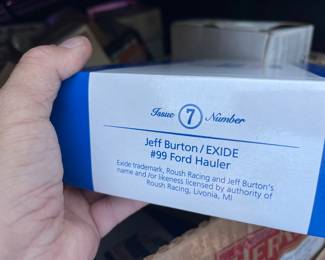 Issue 7 Number
Jeff Burton/EXIDE
#99 Ford Hauler
Exide trademark, Roush Racing and Jeff Burton's
name and /or likeness licensed by authority of
Roush Racing, Livonia, MI